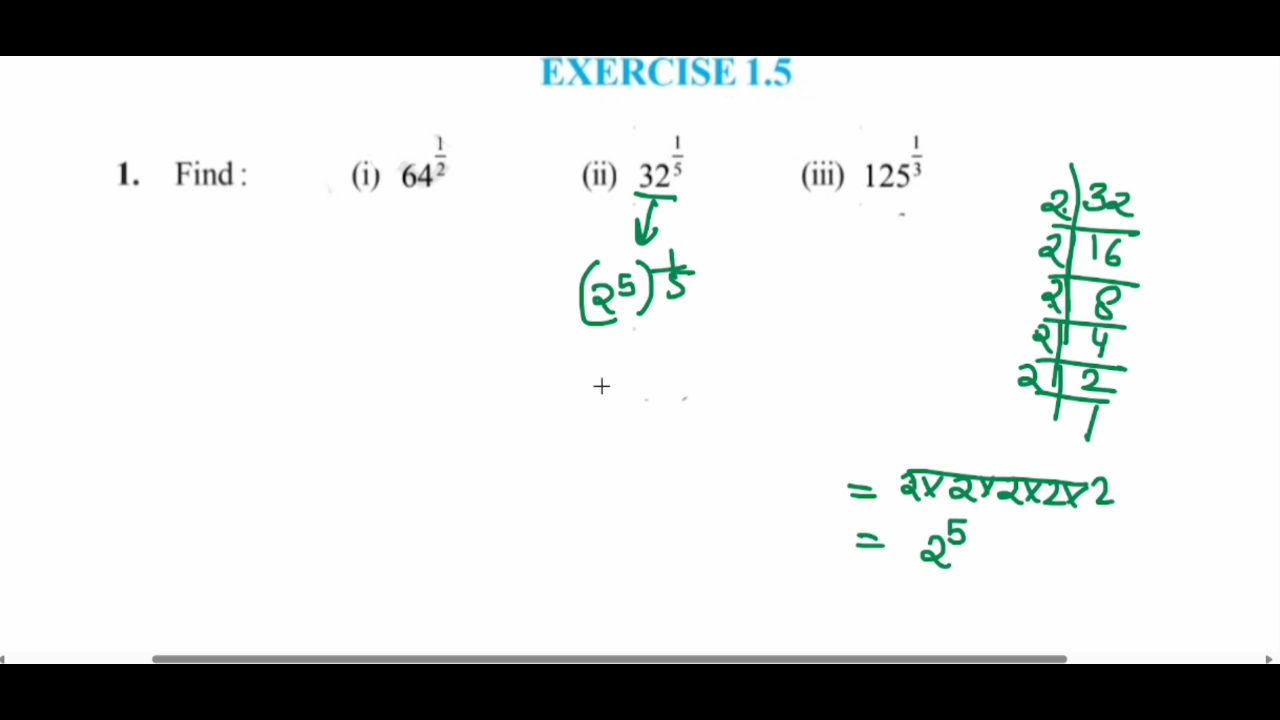 EXERCISE 1.5
1. Find : (i) 64^(1/2) (ii) 32^(1/5) (iii) 125^(1/3)
(2^5)^(1/5)
2 | 32
2 | 16
2 | 8
2 | 4
2 | 2
1
= 2×2×2×2×2
= 2^5